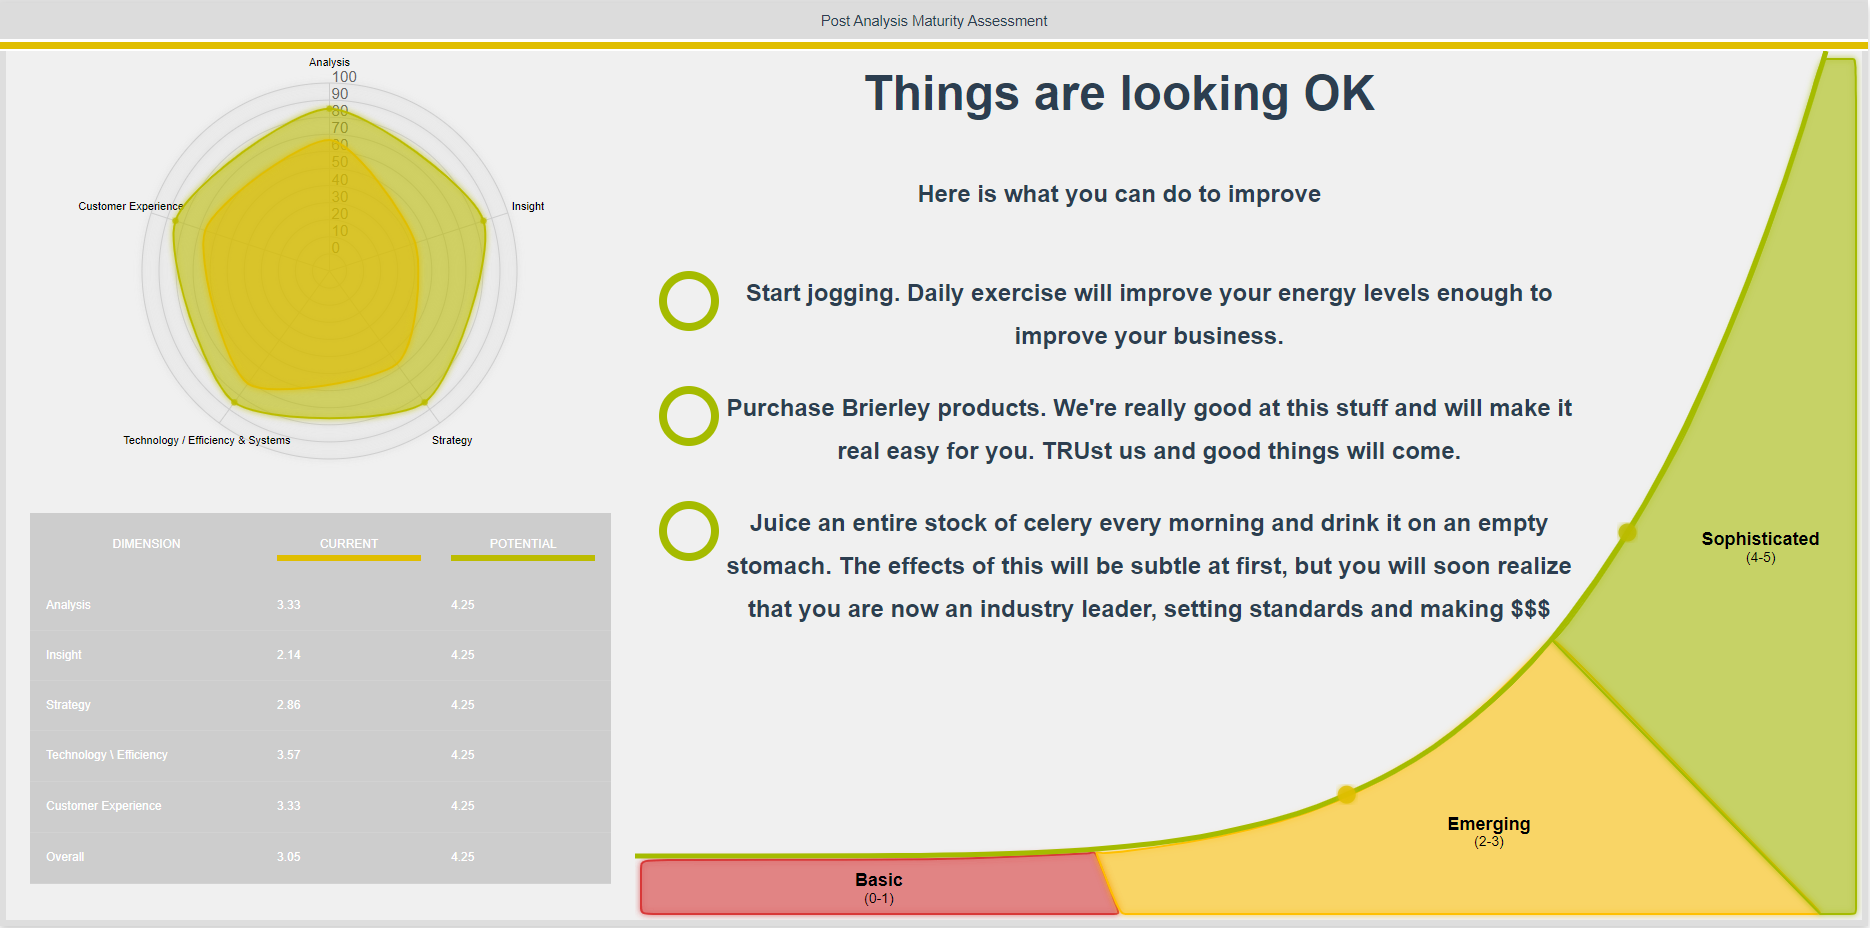 Post Analysis Maturity Assessment
Analysis
100
90
80
70
60
50
40
30
20
10
0
Customer Experience
Insight
Technology / Efficiency & Systems
Strategy
DIMENSION CURRENT POTENTIAL
Analysis 3.33 4.25
Insight 2.14 4.25
Strategy 2.86 4.25
Technology \ Efficiency 3.57 4.25
Customer Experience 3.33 4.25
Overall 3.05 4.25
Things are looking OK
Here is what you can do to improve
Start jogging. Daily exercise will improve your energy levels enough to
improve your business.
Purchase Brierley products. We're really good at this stuff and will make it
real easy for you. TRUst us and good things will come.
Juice an entire stock of celery every morning and drink it on an empty
stomach. The effects of this will be subtle at first, but you will soon realize
that you are now an industry leader, setting standards and making $$$
Sophisticated
(4-5)
Emerging
(2-3)
Basic
(0-1)